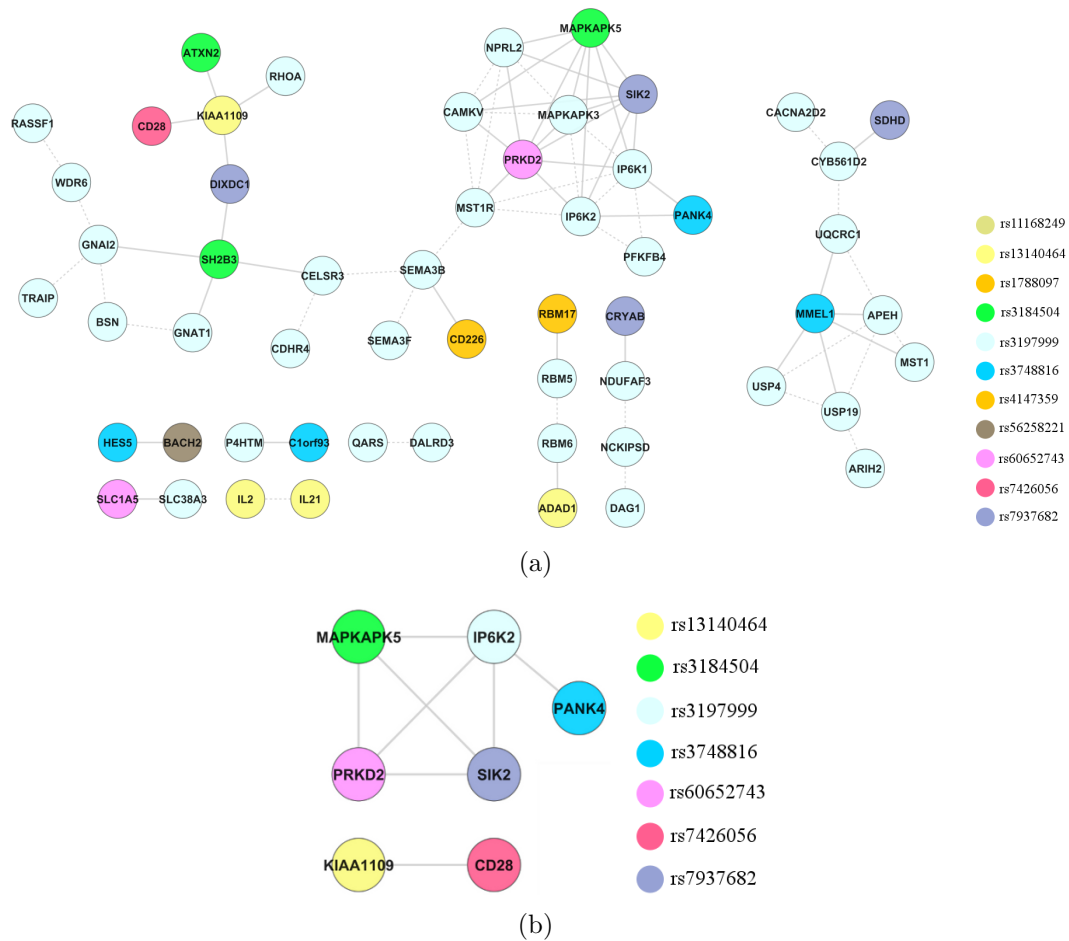 MAPKAPK5
ATXN2
NPRL2
RHOA
SIK2
CACNA2D2
CAMKV
MAPKAPK3
KIAA1109
SDHD
RASSF1
CD28
PRKD2
CYB561D2
IP6K1
WDR6
DIXDC1
MST1R
IP6K2
PANK4
rs11168249
UQCRC1
GNAI2
rs13140464
SH2B3
PFKFB4
CELSR3
SEMA3B
rs1788097
TRAIP
rs3184504
RBM17
CRYAB
MMEL1
APEH
BSN
GNAT1
rs3197999
SEMA3F
CD226
CDHR4
MST1
rs3748816
RBM5
NDUFAF3
USP4
rs4147359
USP19
HES5
BACH2
P4HTM
C1orf93
QARS
DALRD3
RBM6
NCKIPSD
rs56258221
rs60652743
ARIH2
SLC1A5
SLC38A3
IL2
IL21
rs7426056
ADAD1
DAG1
rs7937682
(a)
MAPKAPK5
IP6K2
rs13140464
rs3184504
PANK4
rs3197999
rs3748816
PRKD2
SIK2
rs60652743
rs7426056
KIAA1109
CD28
rs7937682
(b)